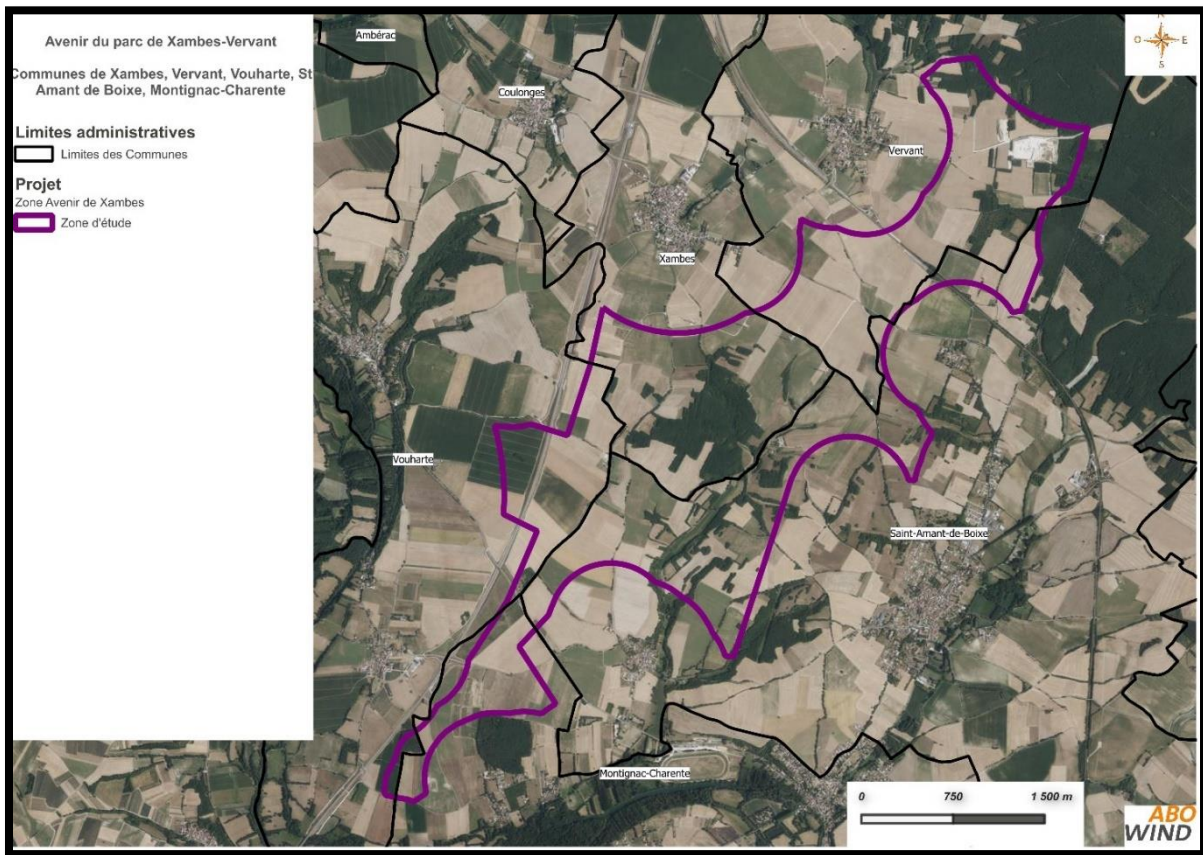 Avenir du parc de Xambes-Vervant
Communes de Xambes, Vervant, Vouharte, St
Amant de Boixe, Montignac-Charente
Limites administratives
Limites des Communes
Projet
Zone Avenir de Xambes
Zone d'étude
Ambérac
Coulonges
Vervant
Xambes
Vouharte
Saint-Amant-de-Boixe
Montignac-Charente
N
O E
S
0 750 1 500 m
ABO
WIND